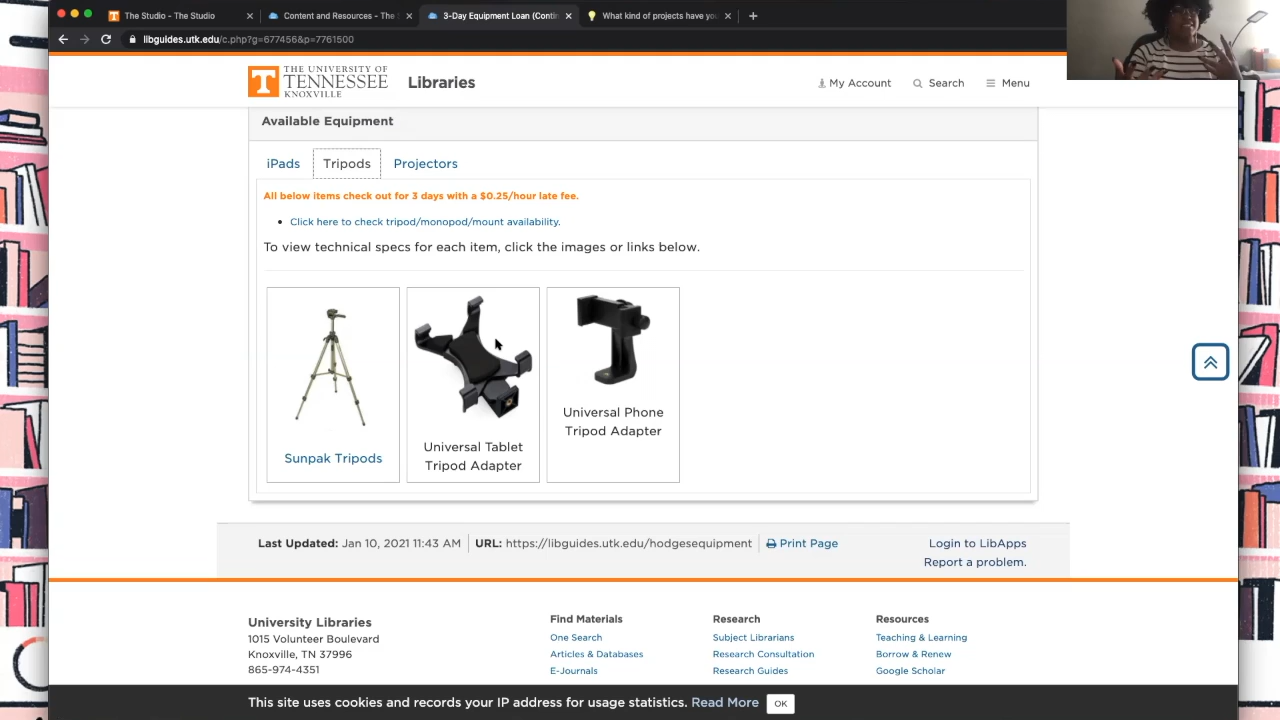 The Studio - The Studio
Content and Resources - The S
3-Day Equipment Loan (Contin
What kind of projects have you
libguides.utk.edu/c.php?g=677456&p=7761500
T
THE UNIVERSITY OF
TENNESSEE
KNOXVILLE
Libraries
My Account
Search
Menu
Available Equipment
iPads
Tripods
Projectors
All below items check out for 3 days with a $0.25/hour late fee.
Click here to check tripod/monopod/mount availability.
To view technical specs for each item, click the images or links below.
Sunpak Tripods
Universal Tablet
Tripod Adapter
Universal Phone
Tripod Adapter
Last Updated: Jan 10, 2021 11:43 AM
URL: https://libguides.utk.edu/hodgesequipment
Print Page
Login to LibApps
Report a problem.
University Libraries
1015 Volunteer Boulevard
Knoxville, TN 37996
865-974-4351
Find Materials
One Search
Articles & Databases
E-Journals
Research
Subject Librarians
Research Consultation
Research Guides
Resources
Teaching & Learning
Borrow & Renew
Google Scholar
This site uses cookies and records your IP address for usage statistics. Read More
OK